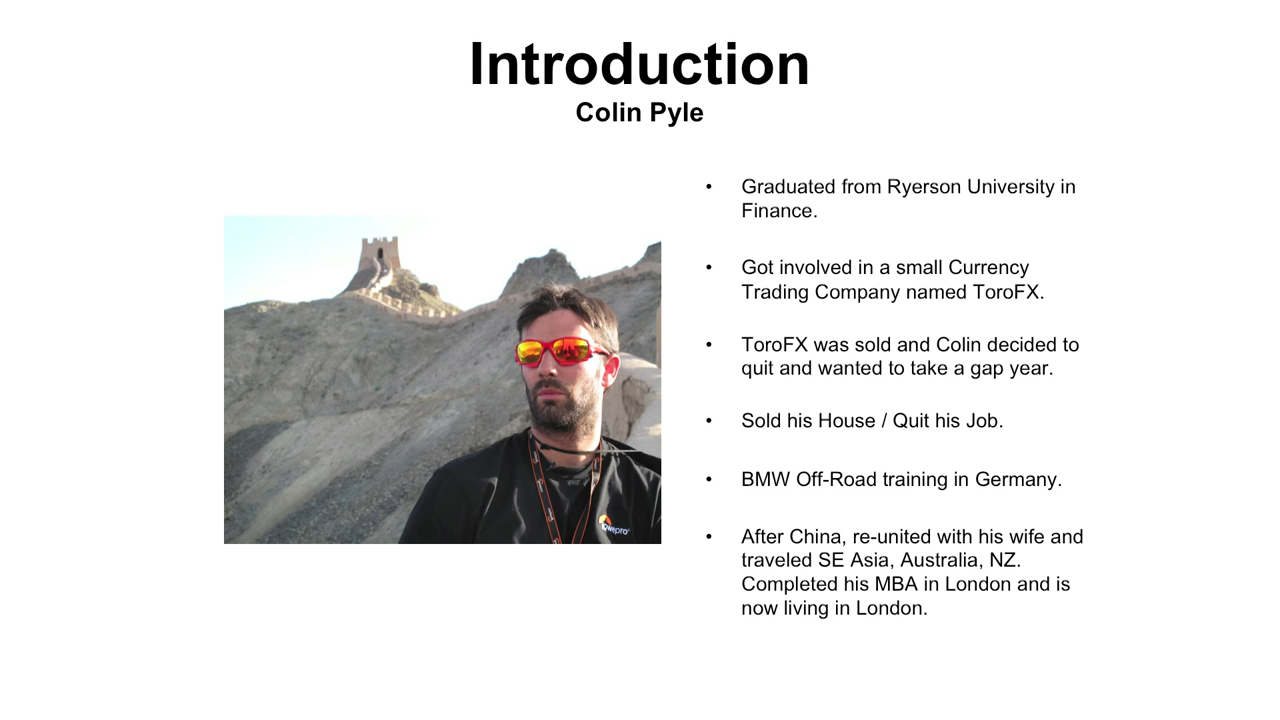 Introduction
Colin Pyle
• Graduated from Ryerson University in
Finance.
• Got involved in a small Currency
Trading Company named ToroFX.
• ToroFX was sold and Colin decided to
quit and wanted to take a gap year.
• Sold his House / Quit his Job.
• BMW Off-Road training in Germany.
• After China, re-united with his wife and
traveled SE Asia, Australia, NZ.
Completed his MBA in London and is
now living in London.